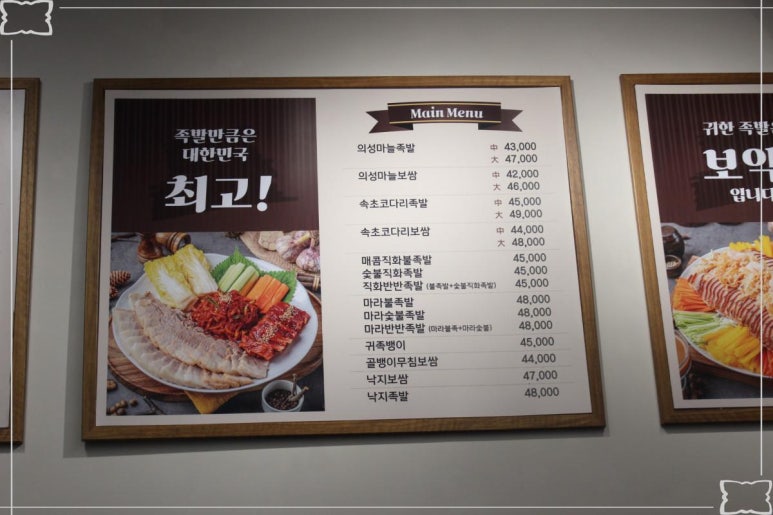 족발만큼은
대한민국
최고!
Main Menu
의성마늘족발 中 43,000
大 47,000
의성마늘보쌈 中 42,000
大 46,000
속초코다리족발 中 45,000
大 49,000
속초코다리보쌈 中 44,000
大 48,000
매콤직화불족발 45,000
숯불직화족발 45,000
직화반반족발 (불족발+숯불직화족발) 45,000
마라불족발 48,000
마라숯불족발 48,000
마라반반족발 (마라불족+마라숯불) 48,000
귀족뱅이 45,000
골뱅이무침보쌈 44,000
낙지보쌈 47,000
낙지족발 48,000
귀한 족발
보약
입니다